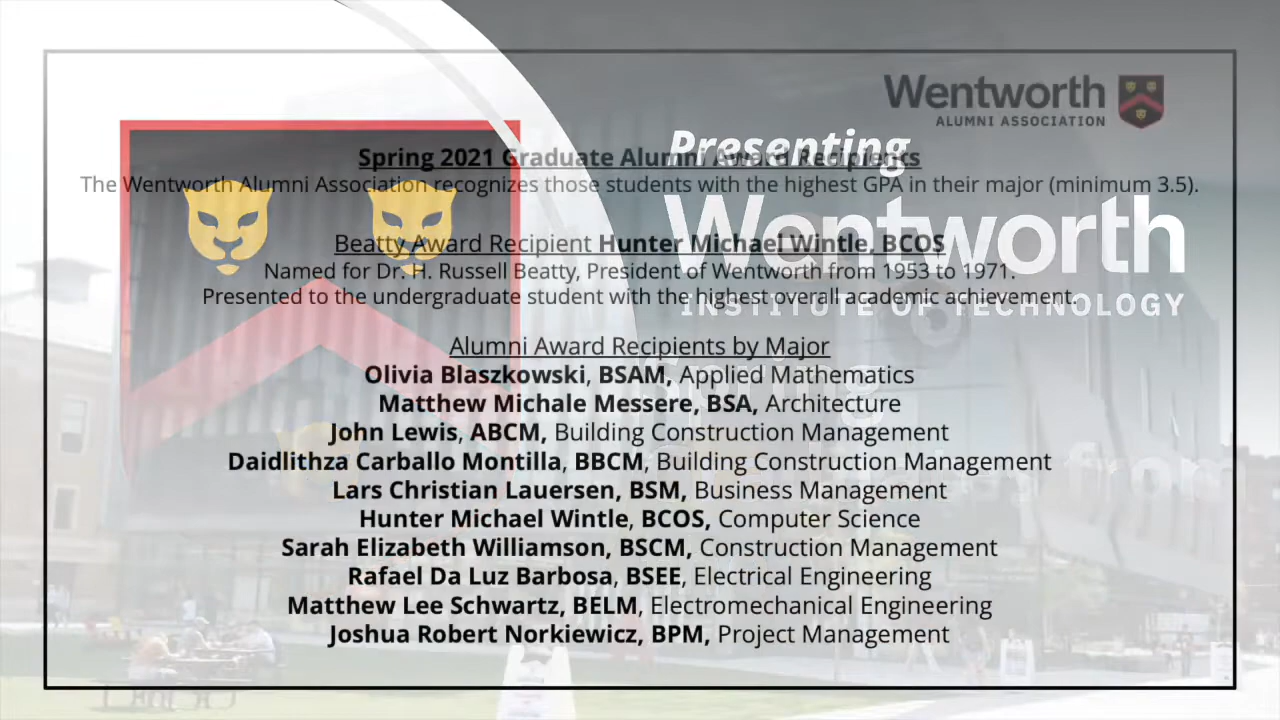 Wentworth
ALUMNI ASSOCIATION
Presenting
Spring 2021 Graduate Alumni Award Recipients
The Wentworth Alumni Association recognizes those students with the highest GPA in their major (minimum 3.5).
Wentworth
INSTITUTE OF TECHNOLOGY
Beatty Award Recipient Hunter Michael Wintle, BCOS
Named for Dr. H. Russell Beatty, President of Wentworth from 1953 to 1971.
Presented to the undergraduate student with the highest overall academic achievement.
Alumni Award Recipients by Major
Olivia Blaszkowski, BSAM, Applied Mathematics
Matthew Michale Messere, BSA, Architecture
John Lewis, ABCM, Building Construction Management
Daidlithza Carballo Montilla, BBCM, Building Construction Management
from
Lars Christian Lauersen, BSM, Business Management
Hunter Michael Wintle, BCOS, Computer Science
Sarah Elizabeth Williamson, BSCM, Construction Management
Rafael Da Luz Barbosa, BSEE, Electrical Engineering
Matthew Lee Schwartz, BELM, Electromechanical Engineering
Joshua Robert Norkiewicz, BPM, Project Management